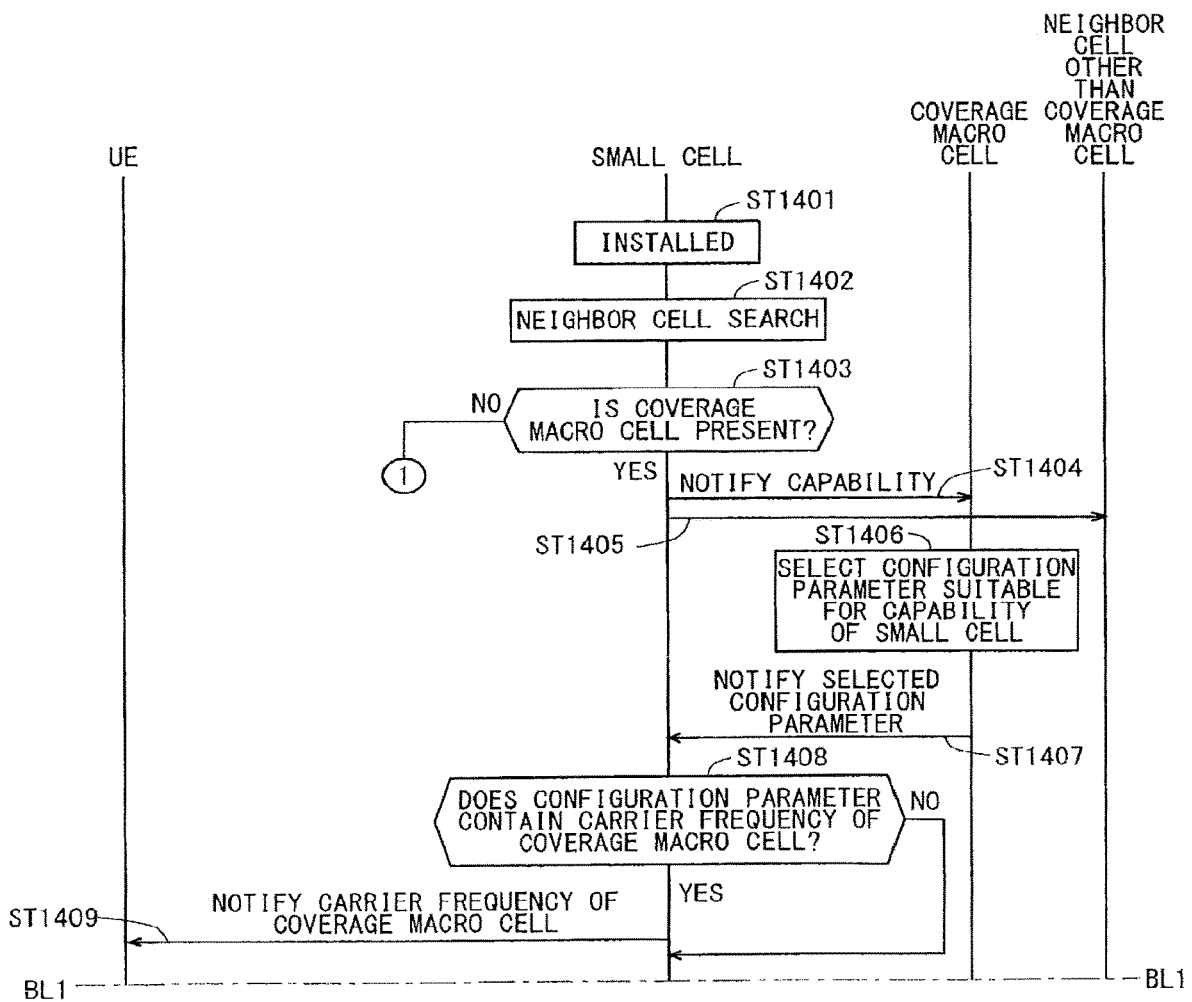 NEIGHBOR
CELL
OTHER
THAN
COVERAGE
MACRO
CELL
COVERAGE
MACRO
CELL
UE
SMALL CELL
ST1401
INSTALLED
ST1402
NEIGHBOR CELL SEARCH
ST1403
NO
IS COVERAGE
MACRO CELL PRESENT?
1
YES
NOTIFY CAPABILITY
ST1404
ST1405
ST1406
SELECT CONFIGURATION
PARAMETER SUITABLE
FOR CAPABILITY
OF SMALL CELL
NOTIFY SELECTED
CONFIGURATION
PARAMETER
ST1407
ST1408
DOES CONFIGURATION PARAMETER
CONTAIN CARRIER FREQUENCY OF
COVERAGE MACRO CELL?
NO
YES
NOTIFY CARRIER FREQUENCY OF
COVERAGE MACRO CELL
ST1409
BL1
BL1